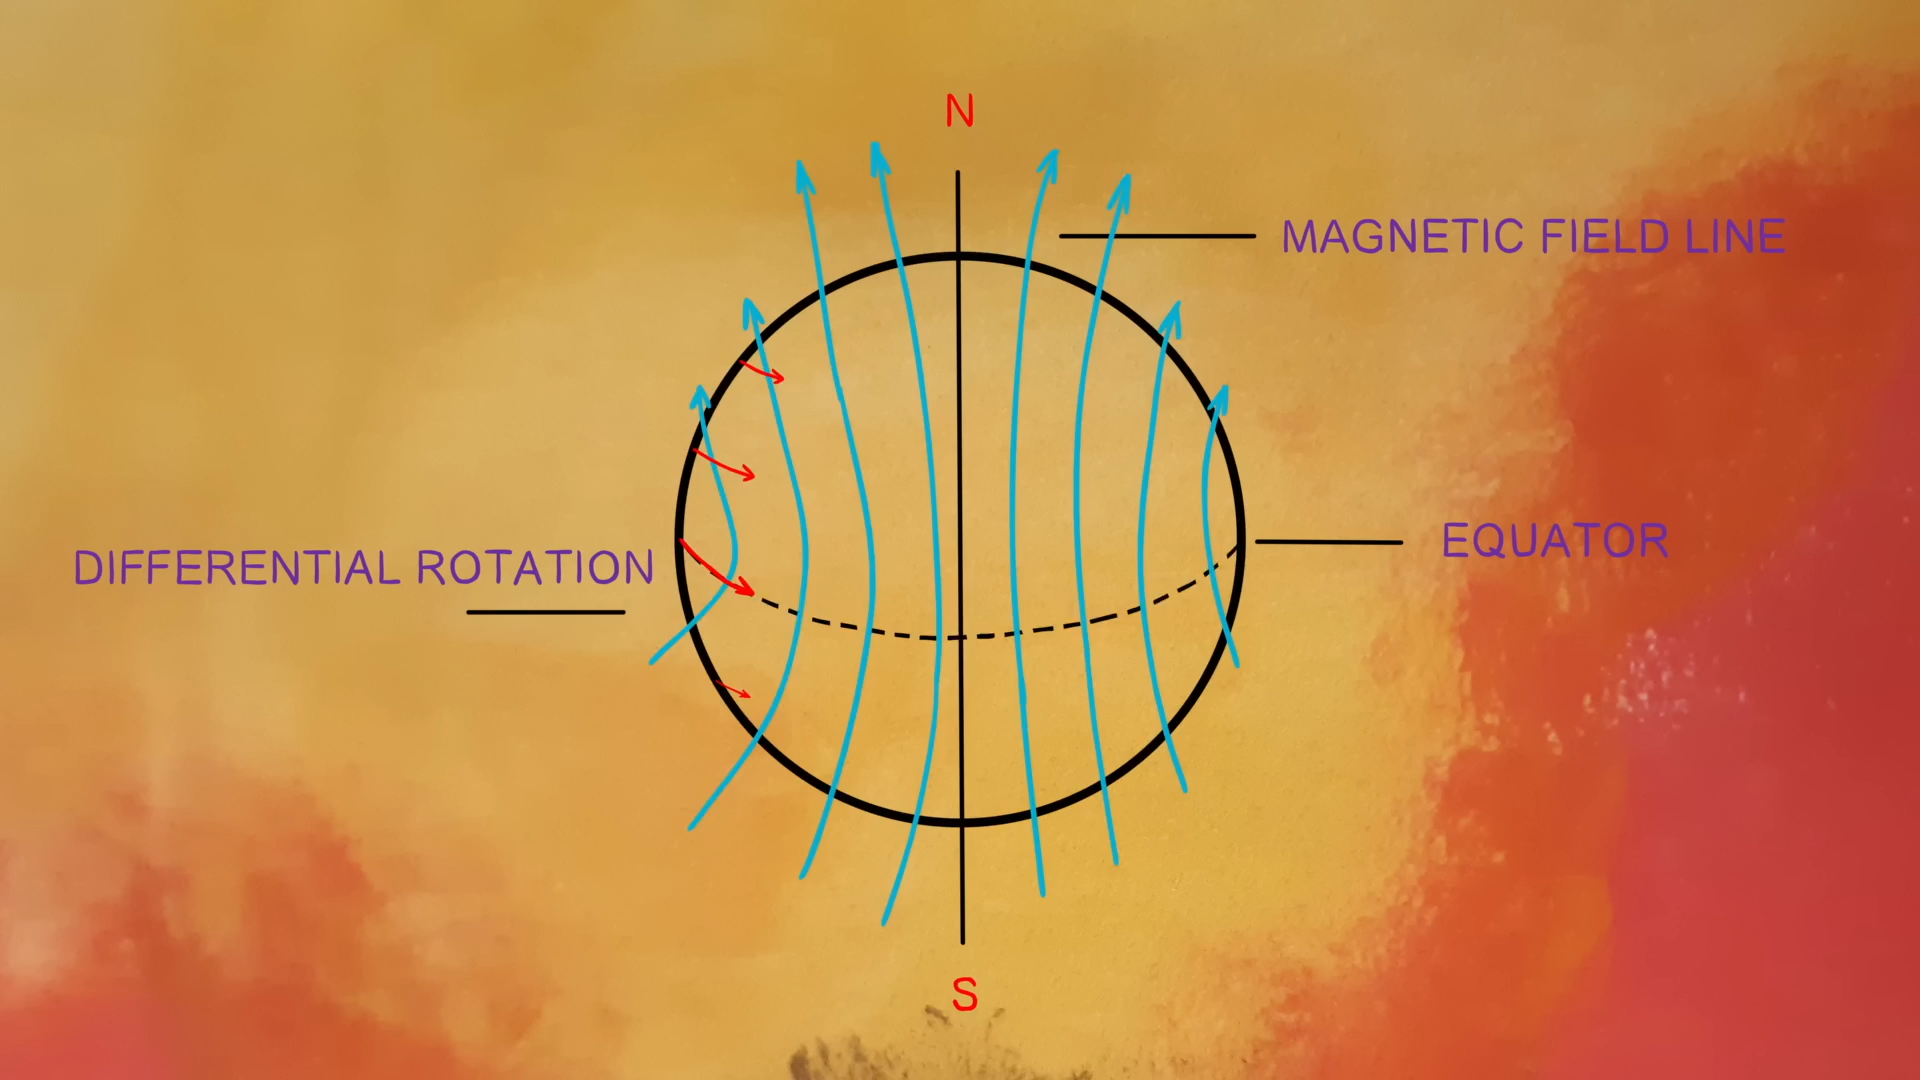 N
MAGNETIC FIELD LINE
EQUATOR
DIFFERENTIAL ROTATION
S